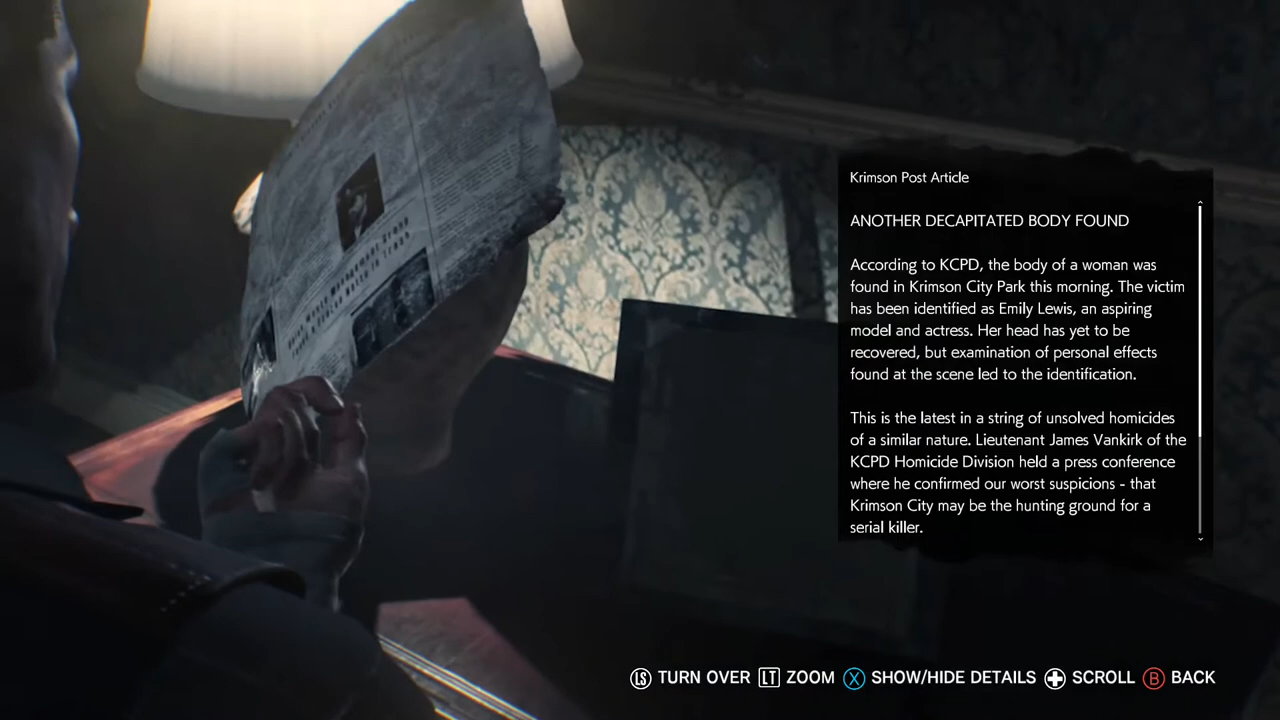 Krimson Post Article
ANOTHER DECAPITATED BODY FOUND
According to KCPD, the body of a woman was
found in Krimson City Park this morning. The victim
has been identified as Emily Lewis, an aspiring
model and actress. Her head has yet to be
recovered, but examination of personal effects
found at the scene led to the identification.
This is the latest in a string of unsolved homicides
of a similar nature. Lieutenant James Vankirk of the
KCPD Homicide Division held a press conference
where he confirmed our worst suspicions - that
Krimson City may be the hunting ground for a
serial killer.
LS TURN OVER LT ZOOM X SHOW/HIDE DETAILS SCROLL B BACK